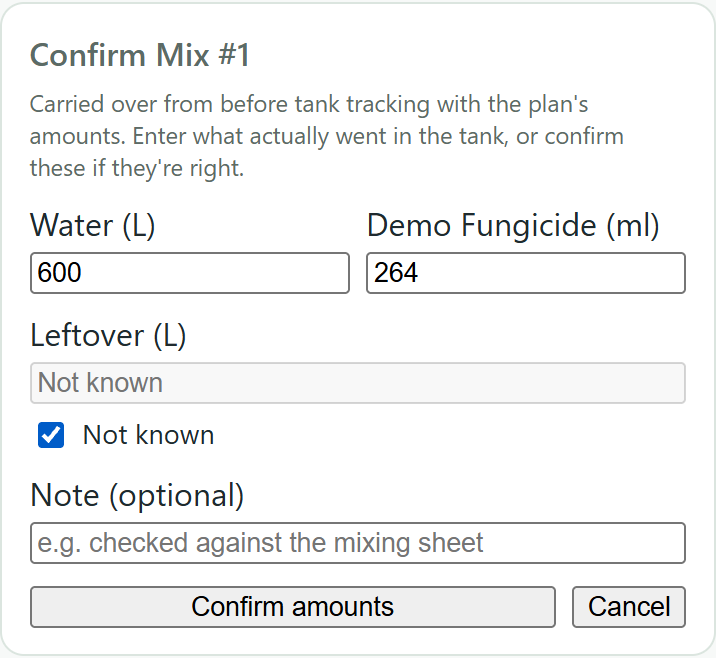 Confirm Mix #1
Carried over from before tank tracking with the plan's
amounts. Enter what actually went in the tank, or confirm
these if they're right.
Water (L)
Demo Fungicide (ml)
600
264
Leftover (L)
Not known
Not known
Note (optional)
e.g. checked against the mixing sheet
Confirm amounts
Cancel